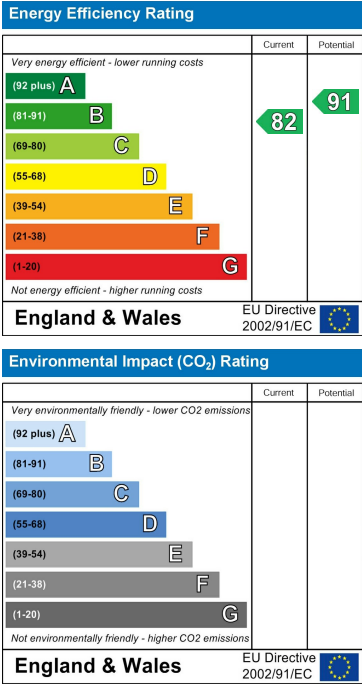 Energy Efficiency Rating
Current Potential
Very energy efficient - lower running costs
(92 plus) A
(81-91) B
(69-80) C
(55-68) D
(39-54) E
(21-38) F
(1-20) G
82
91
Not energy efficient - higher running costs
England & Wales
EU Directive
2002/91/EC
Environmental Impact (CO₂) Rating
Current Potential
Very environmentally friendly - lower CO2 emissions
(92 plus) A
(81-91) B
(69-80) C
(55-68) D
(39-54) E
(21-38) F
(1-20) G
Not environmentally friendly - higher CO2 emissions
England & Wales
EU Directive
2002/91/EC